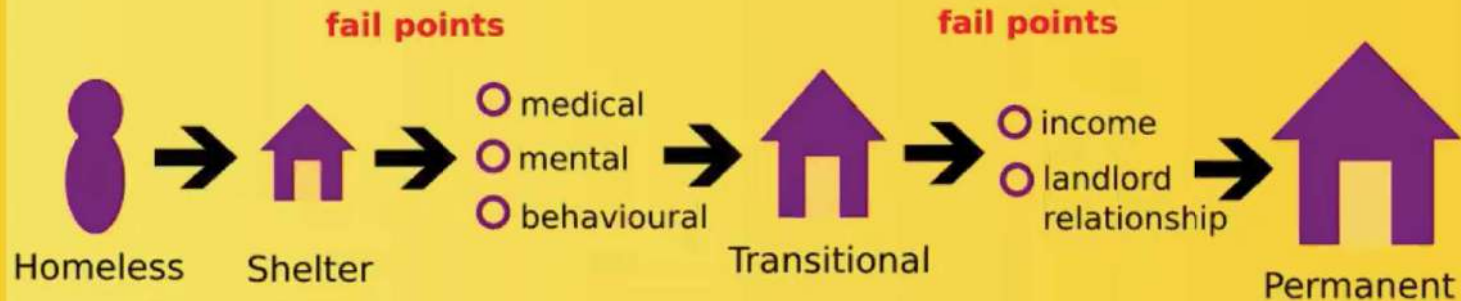 fail points
fail points
medical
mental
behavioural
income
landlord
relationship
Homeless
Shelter
Transitional
Permanent